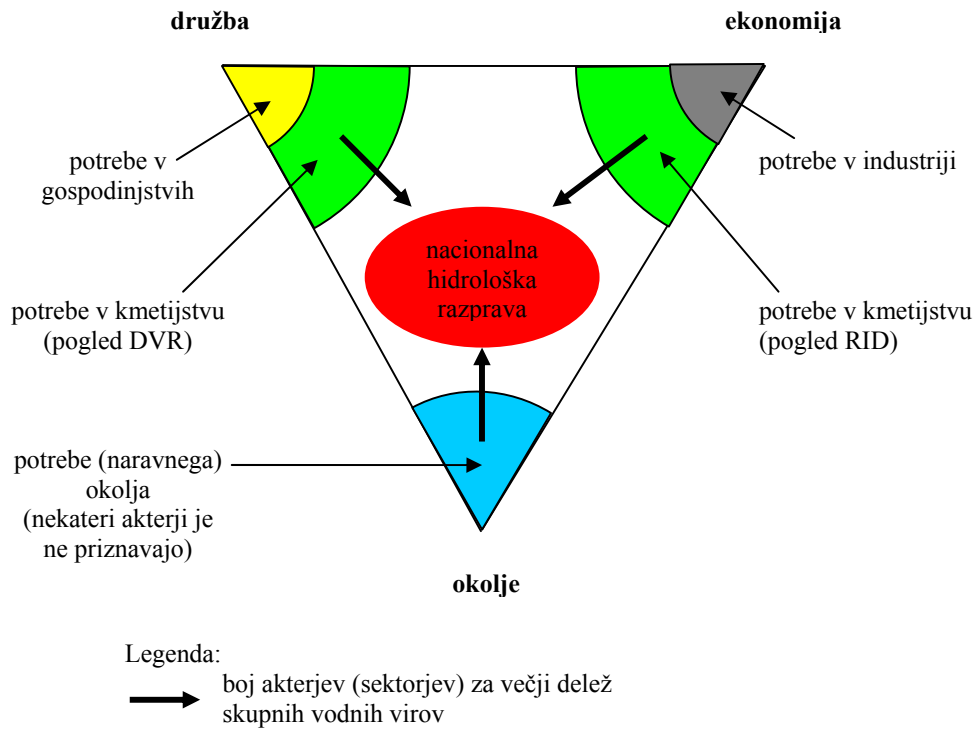 družba
ekonomija
potrebe v
gospodinjstvih
potrebe v industriji
nacionalna
hidrološka
razprava
potrebe v kmetijstvu
(pogled DVR)
potrebe v kmetijstvu
(pogled RID)
potrebe (naravnega)
okolja
(nekateri akterji je
ne priznavajo)
okolje
Legenda:
boj akterjev (sektorjev) za večji delež
skupnih vodnih virov